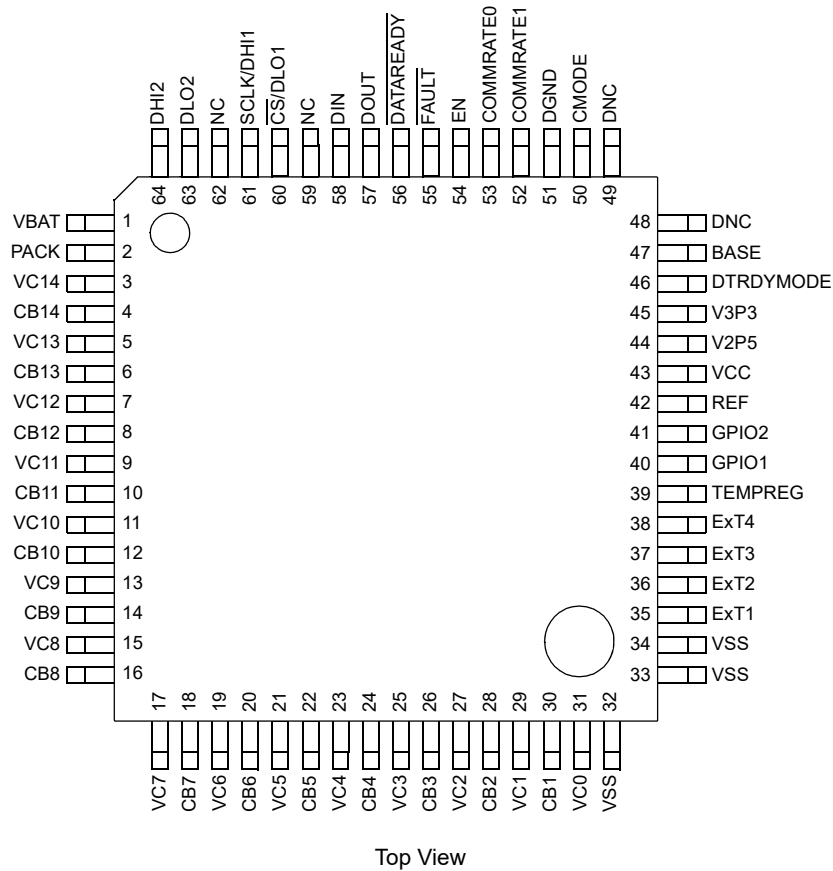 DHI2
DLO2
NC
SCLK/DHI1
CS/DLO1
NC
DIN
DOUT
DATAREADY
FAULT
EN
COMMRATE0
COMMRATE1
DGND
CMODE
DNC
64
63
62
61
60
59
58
57
56
55
54
53
52
51
50
49
VBAT 1
PACK 2
VC14 3
CB14 4
VC13 5
CB13 6
VC12 7
CB12 8
VC11 9
CB11 10
VC10 11
CB10 12
VC9 13
CB9 14
VC8 15
CB8 16
48 DNC
47 BASE
46 DTRDYMODE
45 V3P3
44 V2P5
43 VCC
42 REF
41 GPIO2
40 GPIO1
39 TEMPREG
38 ExT4
37 ExT3
36 ExT2
35 ExT1
34 VSS
33 VSS
17
18
19
20
21
22
23
24
25
26
27
28
29
30
31
32
VC7
CB7
VC6
CB6
VC5
CB5
VC4
CB4
VC3
CB3
VC2
CB2
VC1
CB1
VC0
VSS
Top View